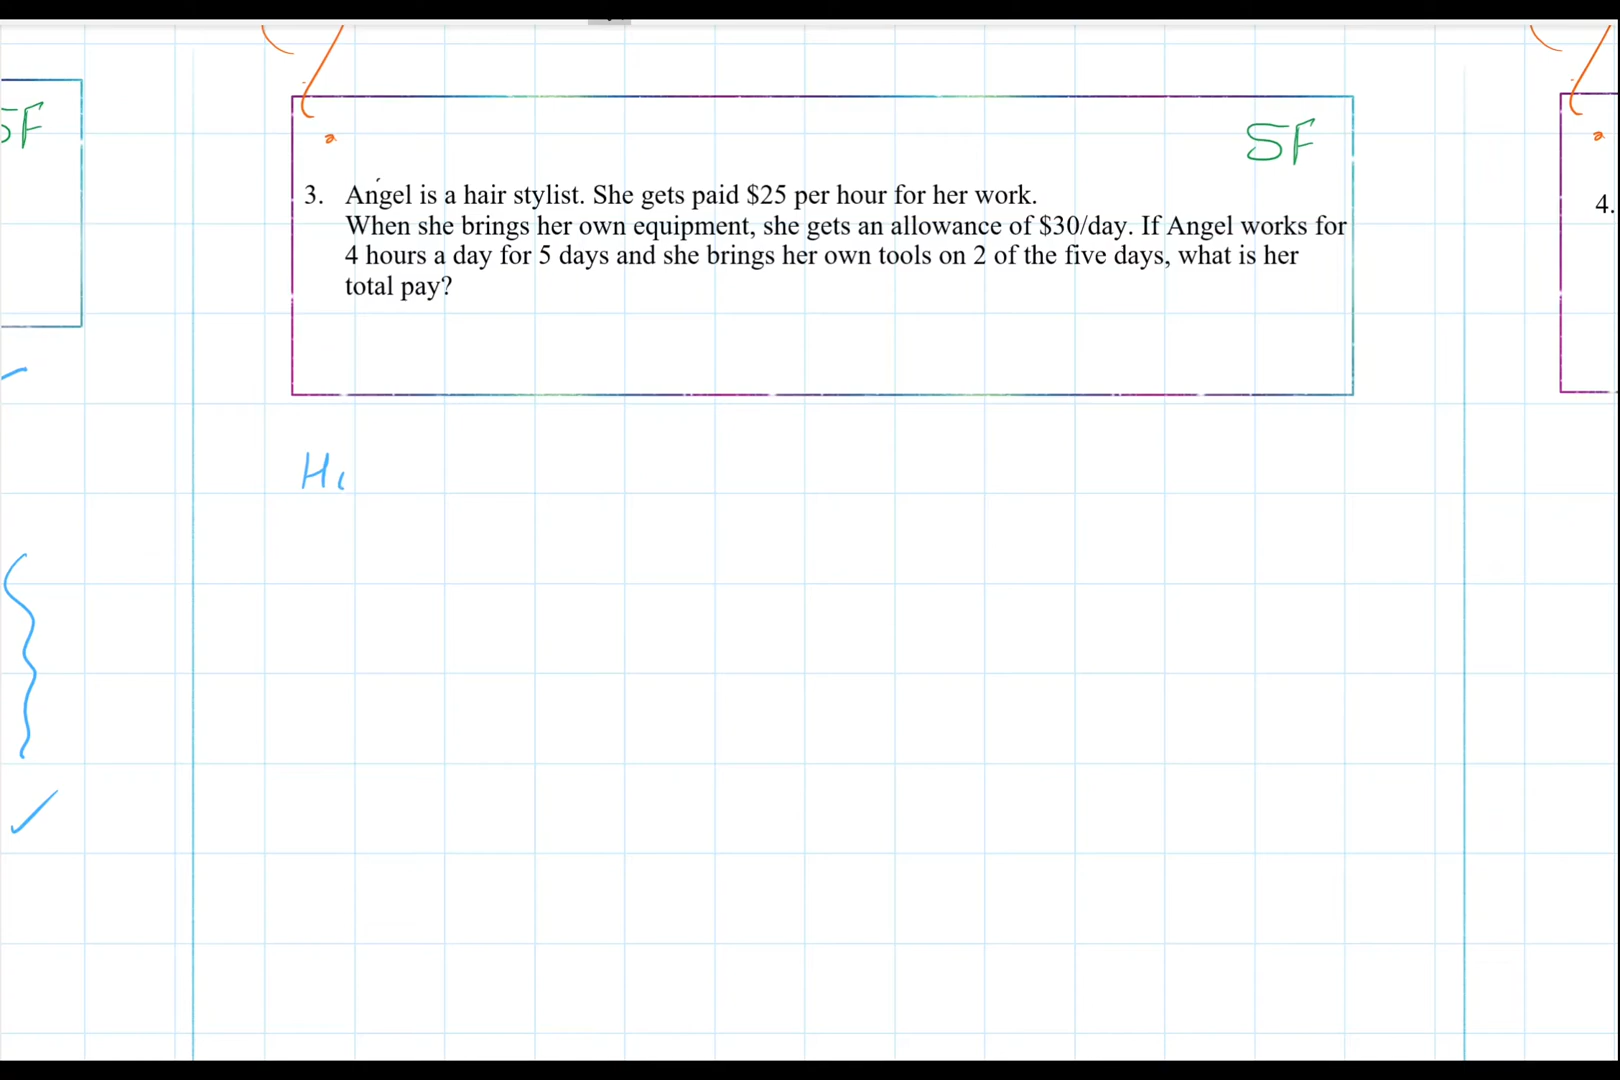 SF
SF
3. Angel is a hair stylist. She gets paid $25 per hour for her work.
When she brings her own equipment, she gets an allowance of $30/day. If Angel works for
4 hours a day for 5 days and she brings her own tools on 2 of the five days, what is her
total pay?
4.